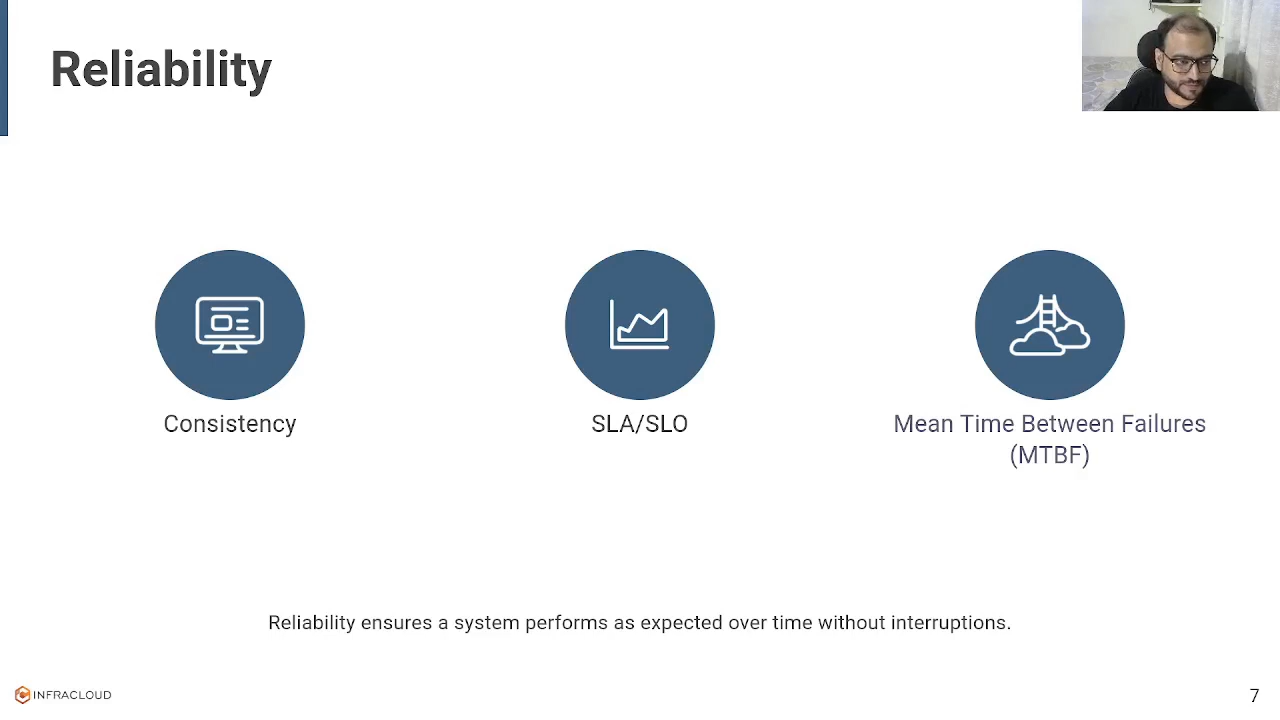 Reliability
Consistency
SLA/SLO
Mean Time Between Failures
(MTBF)
Reliability ensures a system performs as expected over time without interruptions.
INFRACLOUD
7